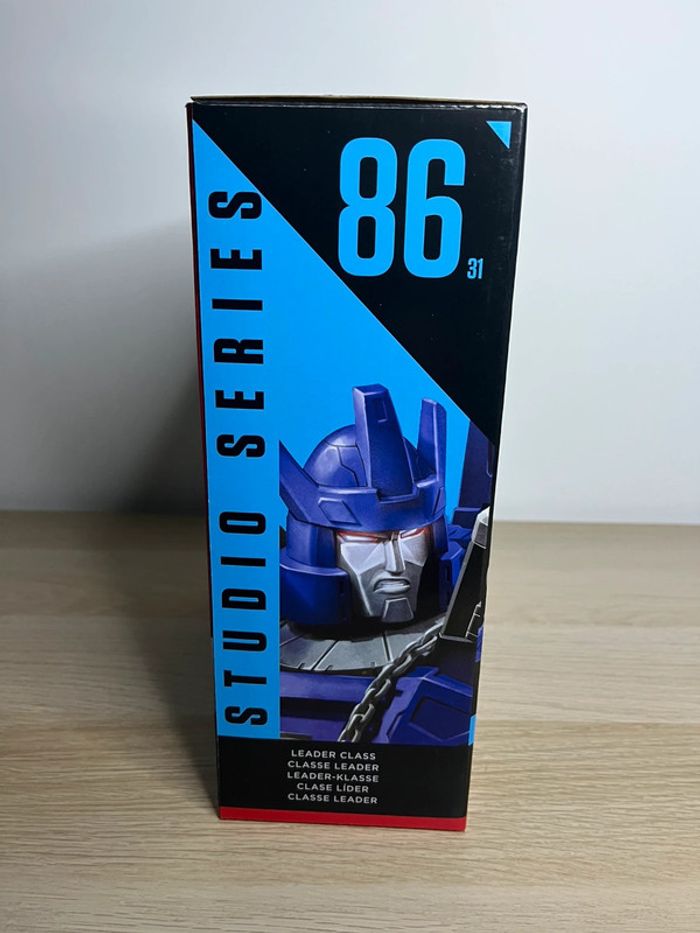 86
31
STUDIO SERIES
LEADER CLASS
CLASSE LEADER
LEADER-KLASSE
CLASE LÍDER
CLASSE LEADER